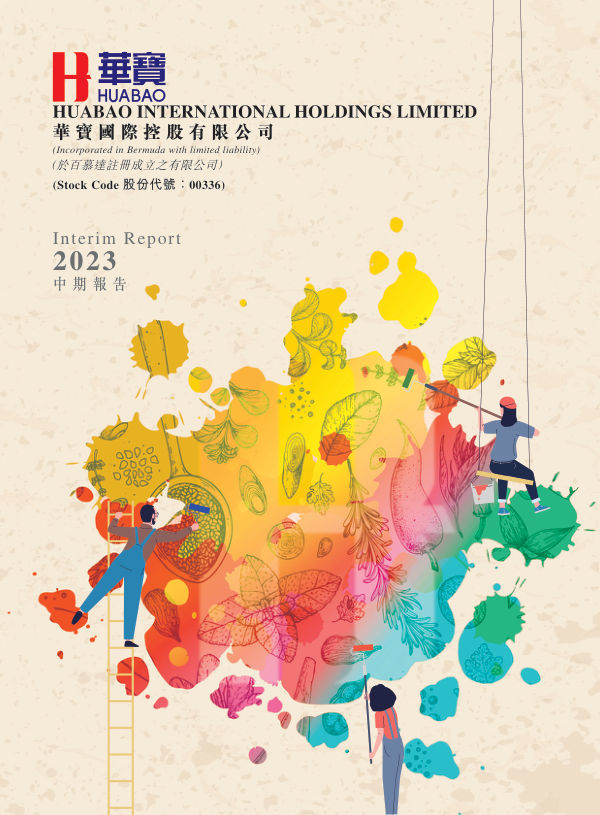 華寶
HUABAO
HUABAO INTERNATIONAL HOLDINGS LIMITED
華寶國際控股有限公司
(Incorporated in Bermuda with limited liability)
(於百慕達註冊成立之有限公司)
(Stock Code 股份代號：00336)
Interim Report
2023
中期報告